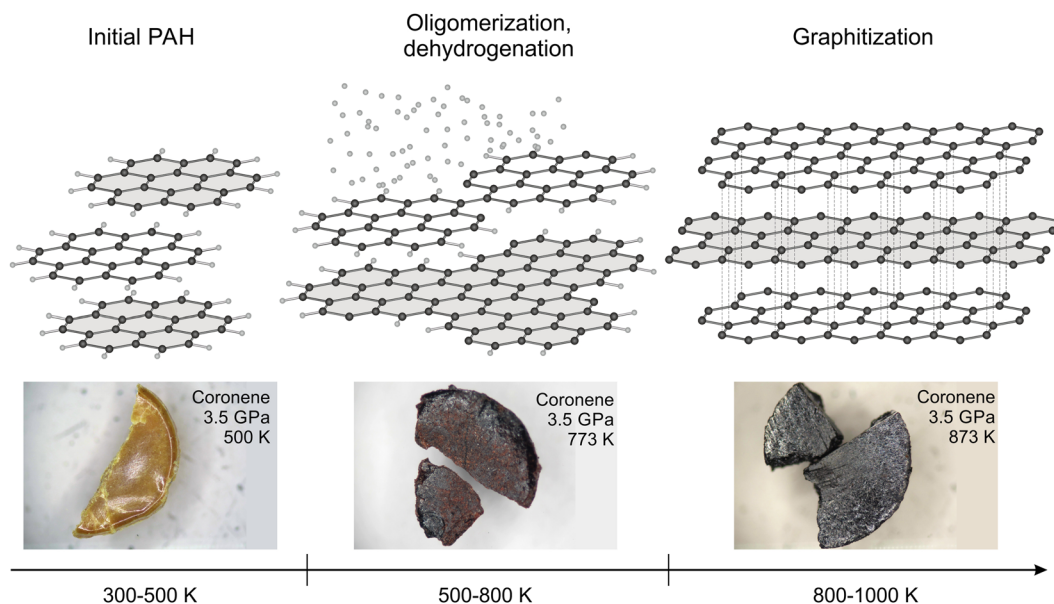 Initial PAH
Oligomerization,
dehydrogenation
Graphitization
Coronene
3.5 GPa
500 K
Coronene
3.5 GPa
773 K
Coronene
3.5 GPa
873 K
300-500 K
500-800 K
800-1000 K